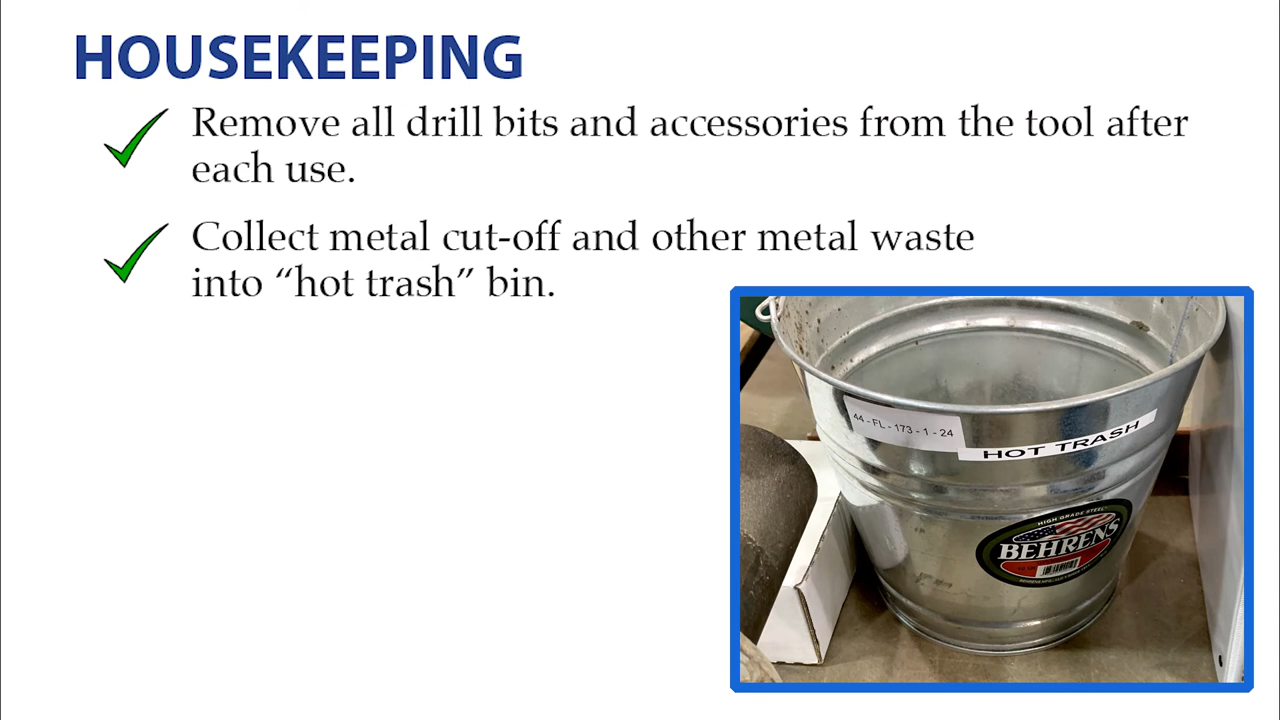 HOUSEKEEPING
Remove all drill bits and accessories from the tool after
each use.
Collect metal cut-off and other metal waste
into “hot trash” bin.
44-FL-173-1-24
HOT TRASH
HIGH GRADE STEEL
BEHRENS